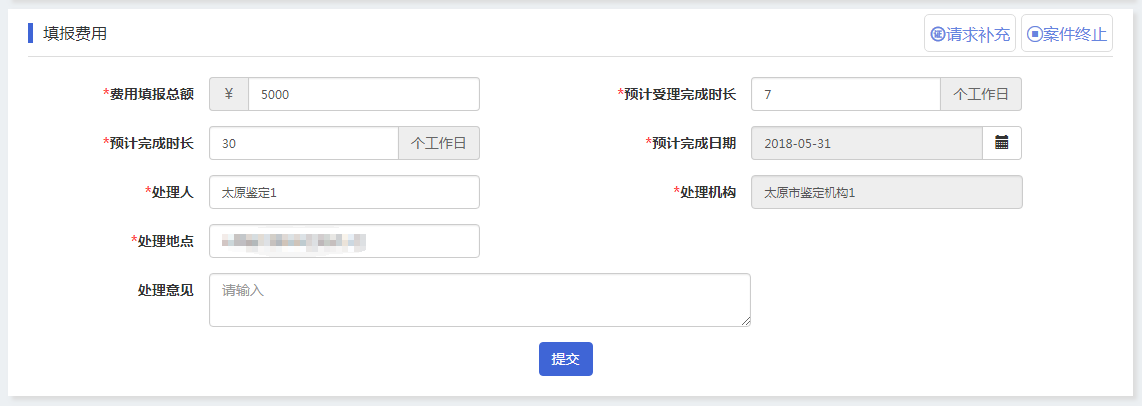 填报费用
请求补充
案件终止
*费用填报总额 ¥ 5000
*预计受理完成时长 7 个工作日
*预计完成时长 30 个工作日
*预计完成日期 2018-05-31
*处理人 太原鉴定1
*处理机构 太原市鉴定机构1
*处理地点
处理意见 请输入
提交